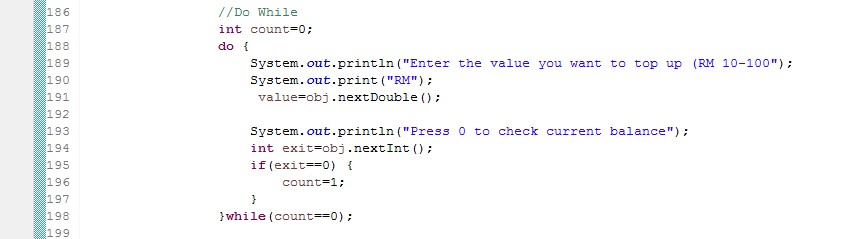 186 //Do While
187 int count=0;
188 do {
189 System.out.println("Enter the value you want to top up (RM 10-100");
190 System.out.print("RM");
191 value=obj.nextDouble();
192
193 System.out.println("Press 0 to check current balance");
194 int exit=obj.nextInt();
195 if(exit==0) {
196 count=1;
197 }
198 }while(count==0);
199